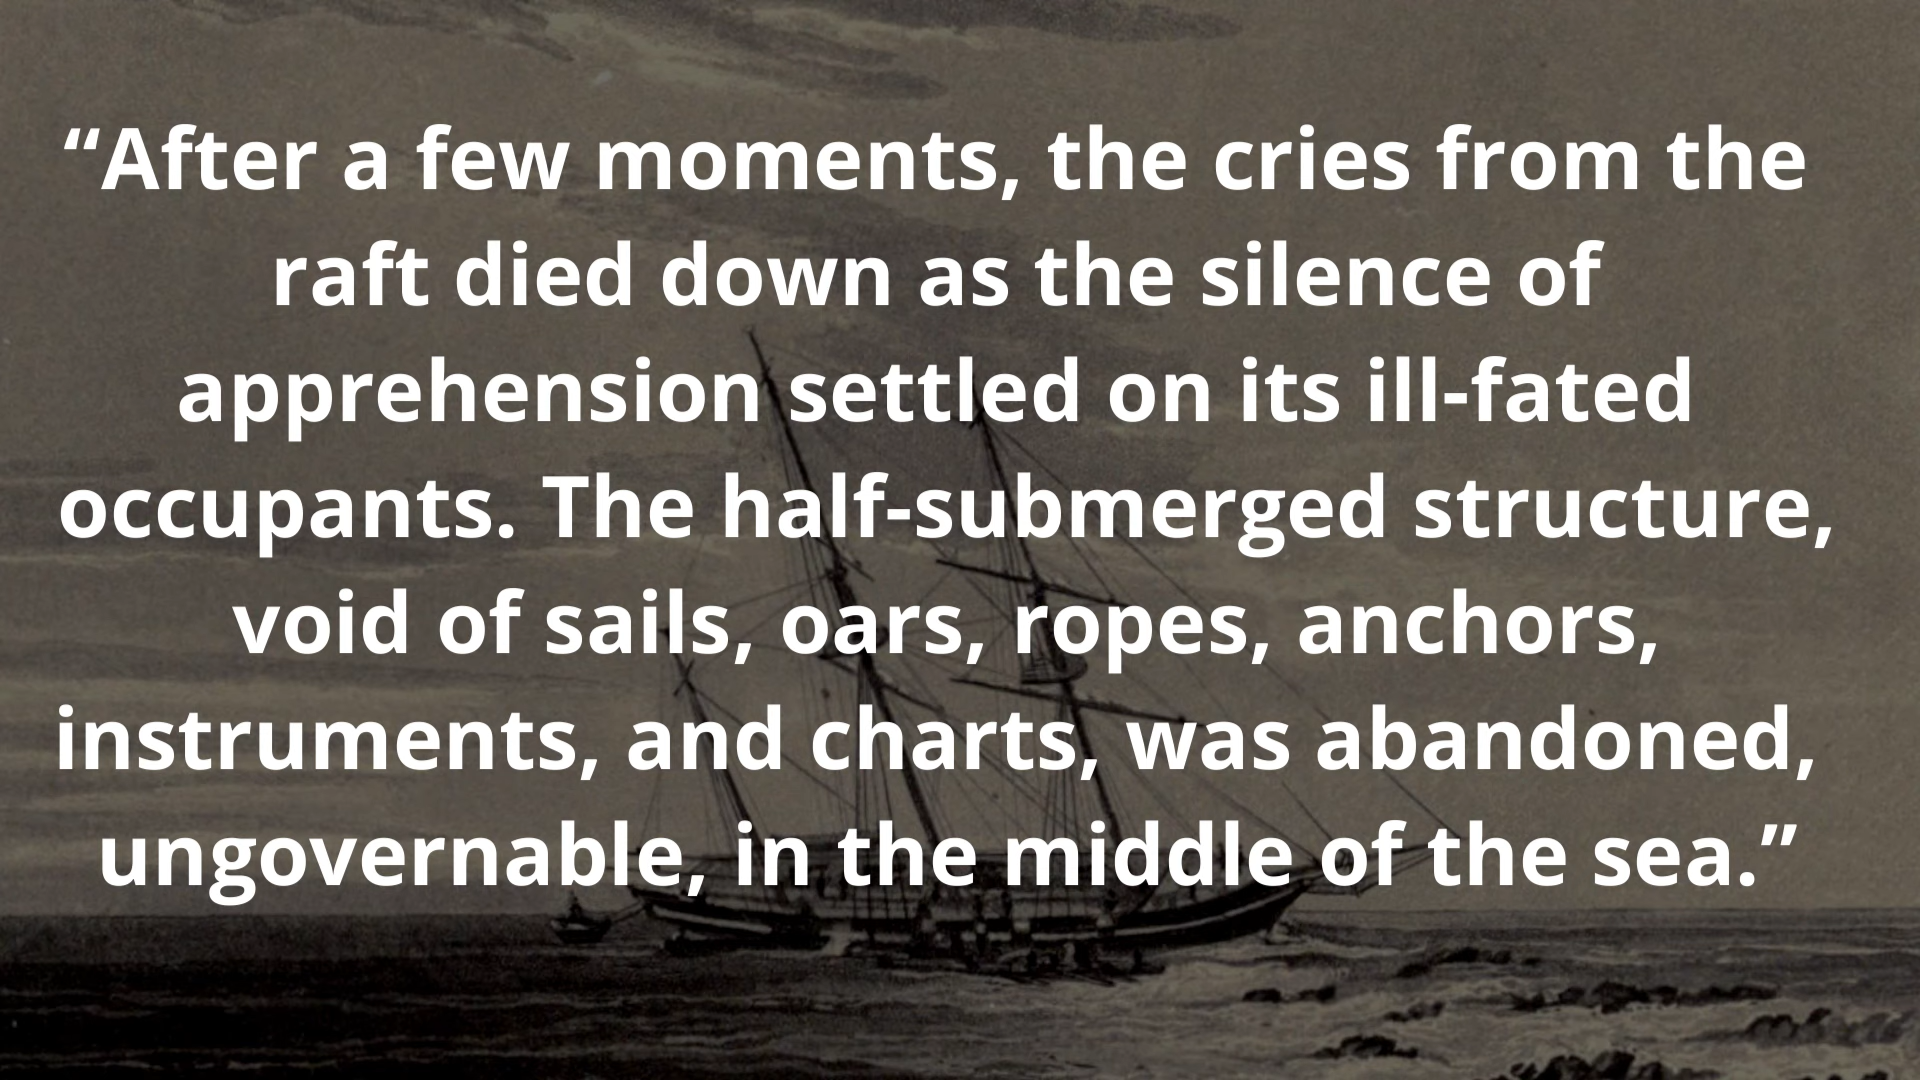 “After a few moments, the cries from the
raft died down as the silence of
apprehension settled on its ill-fated
occupants. The half-submerged structure,
void of sails, oars, ropes, anchors,
instruments, and charts, was abandoned,
ungovernable, in the middle of the sea.”